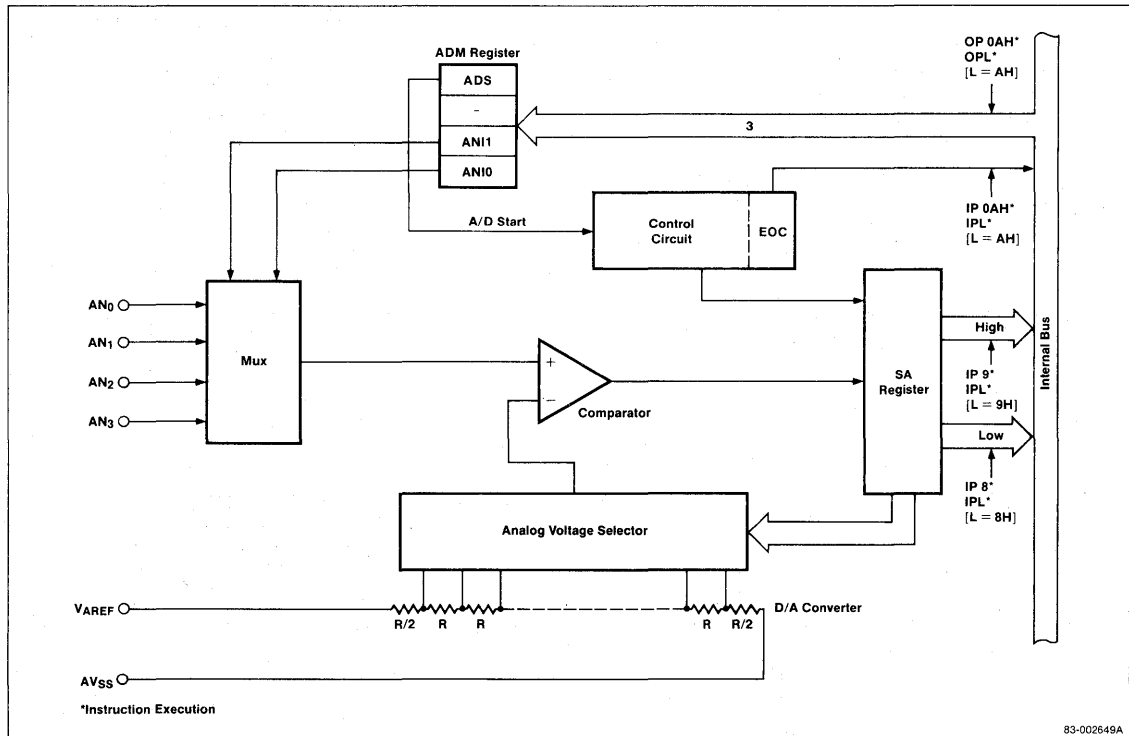 OP 0AH*
OPL*
[L = AH]
ADM Register
ADS
–
ANI1
ANI0
3
A/D Start
Control
Circuit
EOC
IP 0AH*
IPL*
[L = AH]
AN0
AN1
AN2
AN3
Mux
+
–
Comparator
SA
Register
High
IP 9*
IPL*
[L = 9H]
Low
IP 8*
IPL*
[L = 8H]
Internal Bus
Analog Voltage Selector
VAREF
R/2
R
R
R
R/2
D/A Converter
AVSS
*Instruction Execution
83-002649A